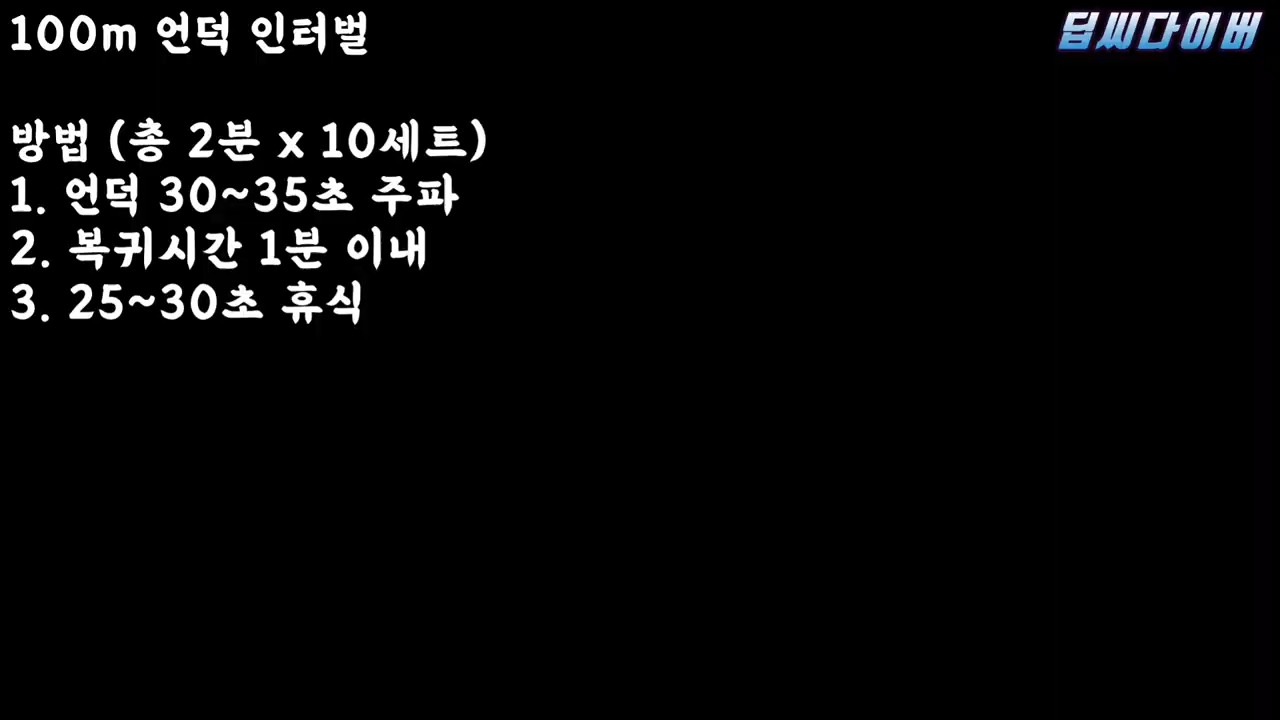 100m 언덕 인터벌
딥씨다이버
방법 (총 2분 x 10세트)
1. 언덕 30~35초 주파
2. 복귀시간 1분 이내
3. 25~30초 휴식